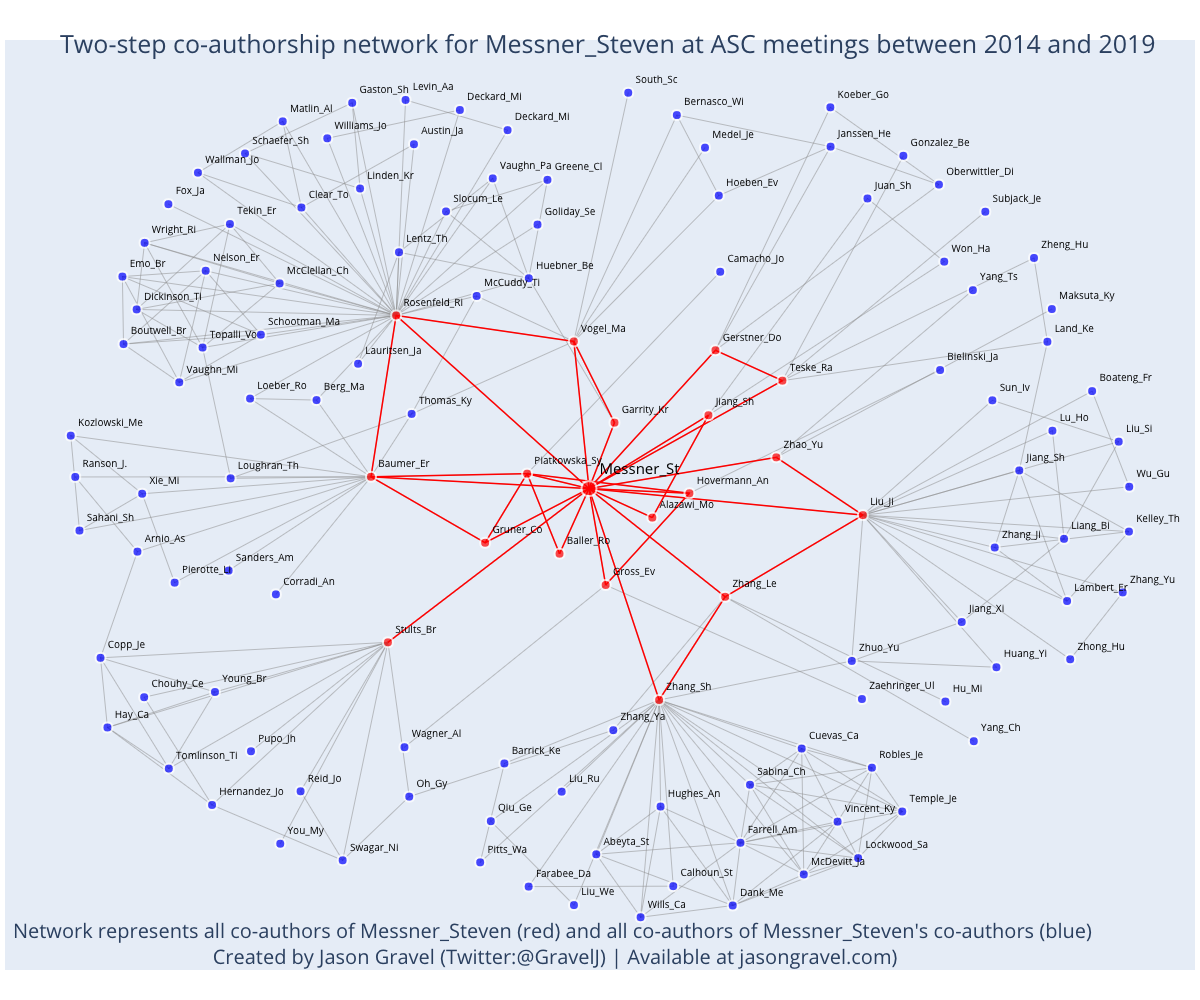 Two-step co-authorship network for Messner_Steven at ASC meetings between 2014 and 2019
South_Sc
Gaston_Sh
Levin_Aa
Deckard_Mi
Koeber_Go
Matlin_Al
Bernasco_Wi
Williams_Jo
Austin_Ja
Deckard_Mi
Schaefer_Sh
Medel_Je
Janssen_He
Gonzalez_Be
Wallman_Jo
Linden_Kr
Vaughn_Pa
Greene_Cl
Oberwittler_Di
Fox_Ja
Clear_To
Slocum_Le
Hoeben_Ev
Juan_Sh
Subjack_Je
Tekin_Er
Goliday_Se
Wright_Ri
Lentz_Th
Zheng_Hu
Emo_Br
Nelson_Er
McClellan_Ch
Huebner_Be
Camacho_Jo
Won_Ha
McCuddy_Ti
Yang_Ts
Dickinson_Ti
Rosenfeld_Ri
Maksuta_Ky
Boutwell_Br
Topalli_Vo
Schootman_Ma
Vogel_Ma
Gerstner_Do
Land_Ke
Vaughn_Mi
Lauritsen_Ja
Teske_Ra
Bielinski_Ja
Loeber_Ro
Berg_Ma
Sun_Iv
Boateng_Fr
Thomas_Ky
Garrity_Kr
Jiang_Sh
Kozlowski_Me
Lu_Ho
Liu_Si
Ranson_J.
Loughran_Th
Baumer_Er
Piatkowska_Sy
Messner_St
Zhao_Yu
Jiang_Sh
Xie_Mi
Hovermann_An
Wu_Gu
Sahani_Sh
Gruner_Co
Alazawi_Mo
Liu_Ji
Liang_Bi
Kelley_Th
Arnio_As
Baller_Ro
Zhang_Ji
Pierotte_Li
Sanders_Am
Corradi_An
Gross_Ev
Zhang_Le
Lambert_Er
Zhang_Yu
Jiang_Xi
Copp_Je
Stults_Br
Zhuo_Yu
Huang_Yi
Zhong_Hu
Chouhy_Ce
Young_Br
Zhang_Sh
Zaehringer_Ul
Hu_Mi
Hay_Ca
Zhang_Ya
Yang_Ch
Tomlinson_Ti
Pupo_Jh
Wagner_Al
Barrick_Ke
Cuevas_Ca
Robles_Je
Hernandez_Jo
Reid_Jo
Oh_Gy
Liu_Ru
Hughes_An
Sabina_Ch
Temple_Je
Qiu_Ge
Vincent_Ky
You_My
Swagar_Ni
Pitts_Wa
Abeyta_St
Farrell_Am
Lockwood_Sa
McDevitt_Ja
Farabee_Da
Calhoun_St
Liu_We
Wills_Ca
Dank_Me
Network represents all co-authors of Messner_Steven (red) and all co-authors of Messner_Steven's co-authors (blue)
Created by Jason Gravel (Twitter:@GravelJ) | Available at jasongravel.com)